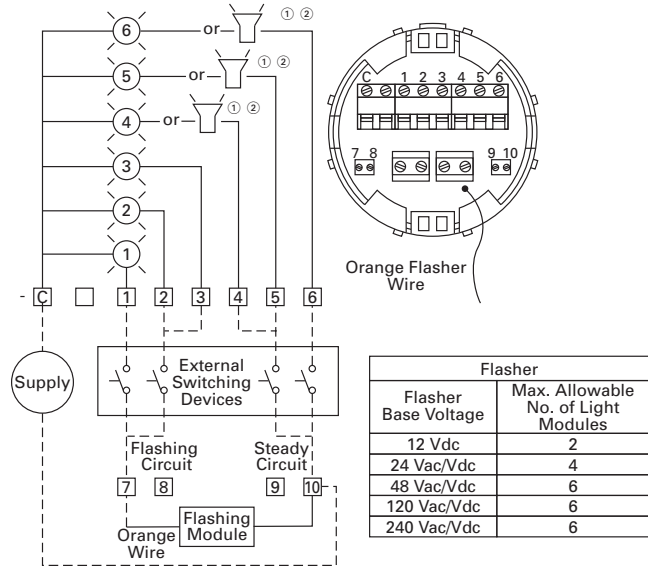 6 or ① ②
5 or ① ②
4 or ① ②
3
2
1
- C 1 2 3 4 5 6
Supply
External
Switching
Devices
Flashing
Circuit
Steady
Circuit
7 8 9 10
Orange
Wire
Flashing
Module
C 1 2 3 4 5 6
7 8 9 10
Orange Flasher
Wire
Flasher
Flasher
Base Voltage
Max. Allowable
No. of Light
Modules
12 Vdc 2
24 Vac/Vdc 4
48 Vac/Vdc 6
120 Vac/Vdc 6
240 Vac/Vdc 6